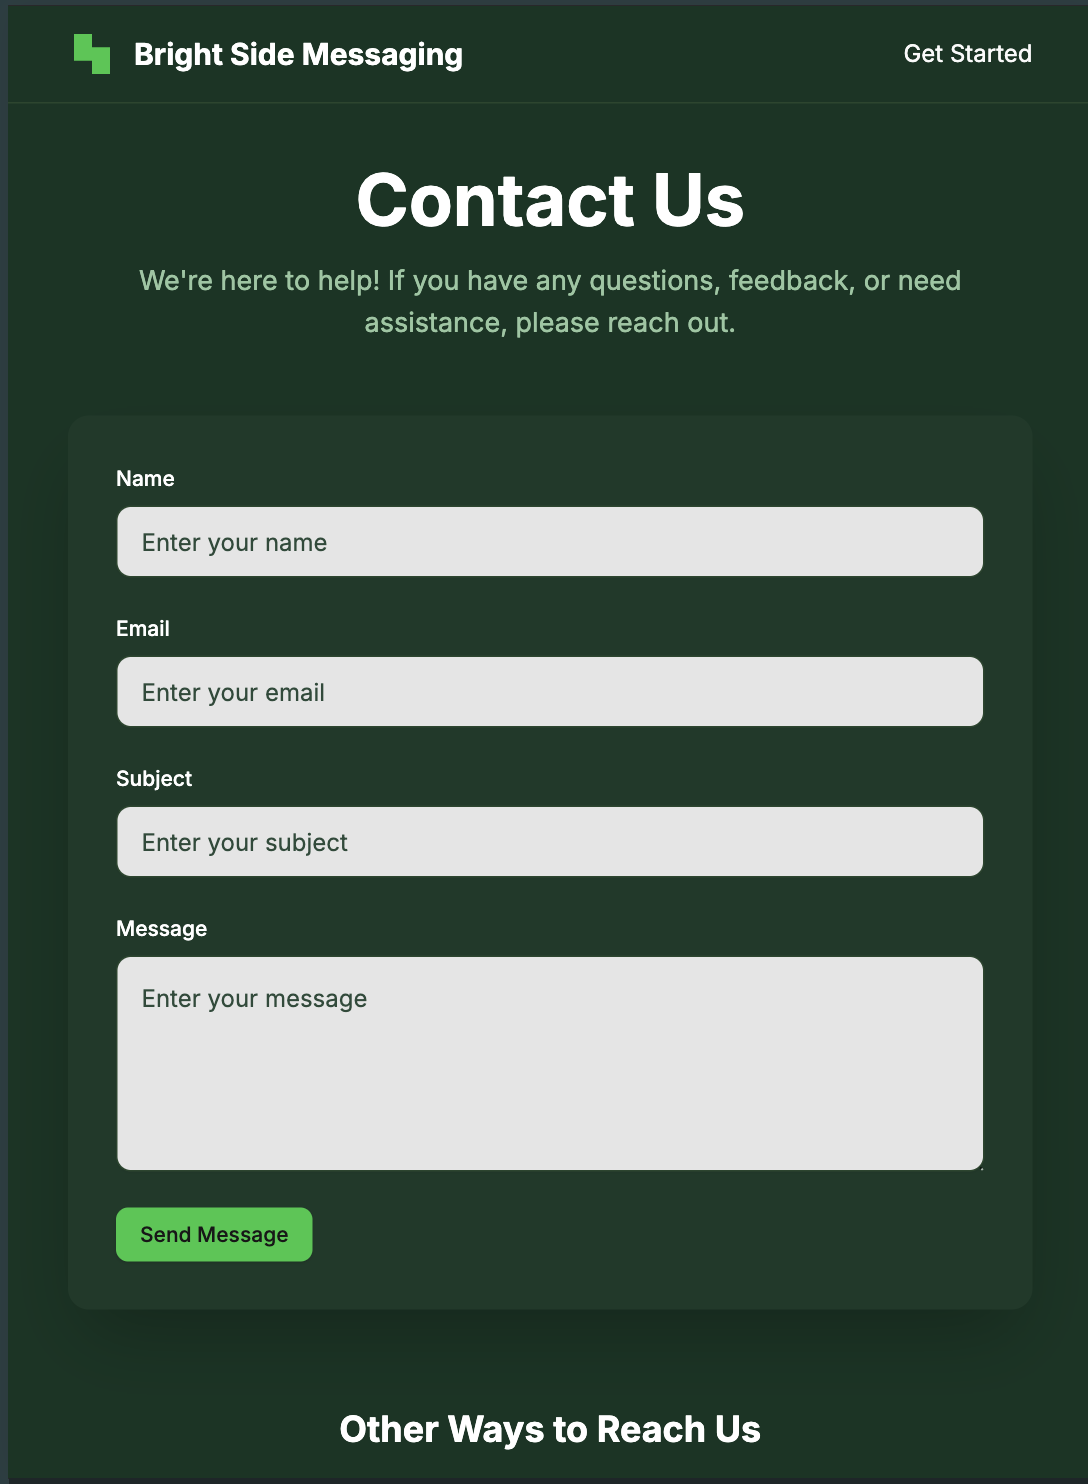 Bright Side Messaging
Get Started
Contact Us
We're here to help! If you have any questions, feedback, or need
assistance, please reach out.
Name
Enter your name
Email
Enter your email
Subject
Enter your subject
Message
Enter your message
Send Message
Other Ways to Reach Us